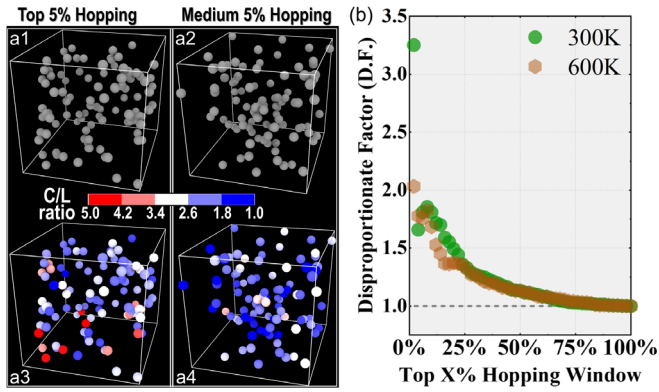 Top 5% Hopping
Medium 5% Hopping
a1
a2
C/L
ratio
5.0 4.2 3.4 2.6 1.8 1.0
a3
a4
(b)
Disproportionate Factor (D.F.)
3.5
3.0
2.5
2.0
1.5
1.0
300K
600K
0% 25% 50% 75% 100%
Top X% Hopping Window